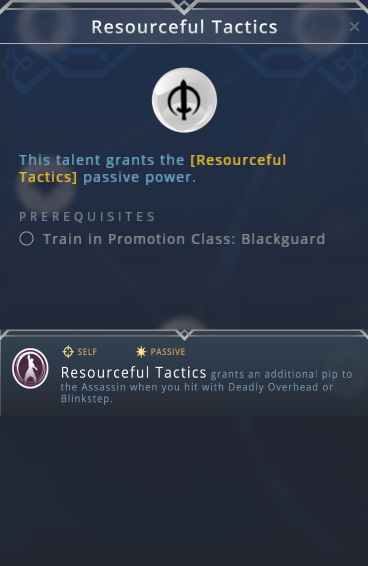 Resourceful Tactics
This talent grants the [Resourceful
Tactics] passive power.
PREREQUISITES
Train in Promotion Class: Blackguard
SELF PASSIVE
Resourceful Tactics grants an additional pip to
the Assassin when you hit with Deadly Overhead or
Blinkstep.